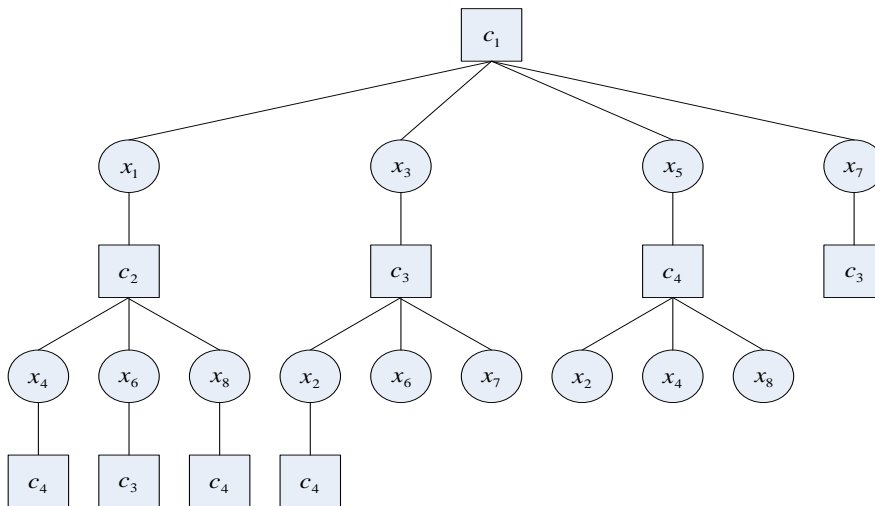 c₁
x₁ x₃ x₅ x₇
c₂ c₃ c₄ c₃
x₄ x₆ x₈ x₂ x₆ x₇ x₂ x₄ x₈
c₄ c₃ c₄ c₄